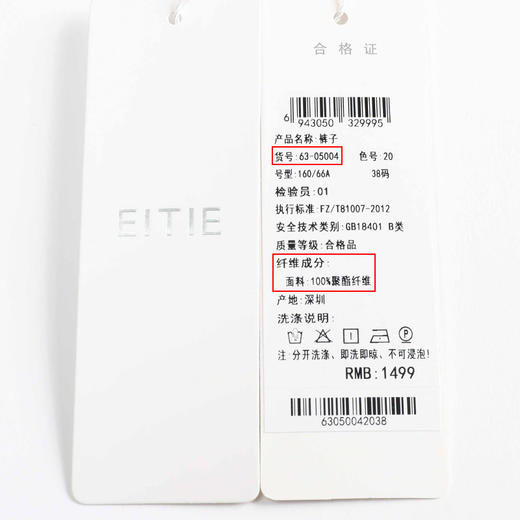 EITIE
合格证
6 943050 329995
产品名称:裤子
货号:63-05004 色号:20
号型:160/66A 38码
检验员:01
执行标准:FZ/T81007-2012
安全技术类别:GB18401 B类
质量等级:合格品
纤维成分:
面料:100%聚酯纤维
产地:深圳
洗涤说明:
注:分开洗涤、即洗即晾、不可浸泡!
RMB:1499
63050042038